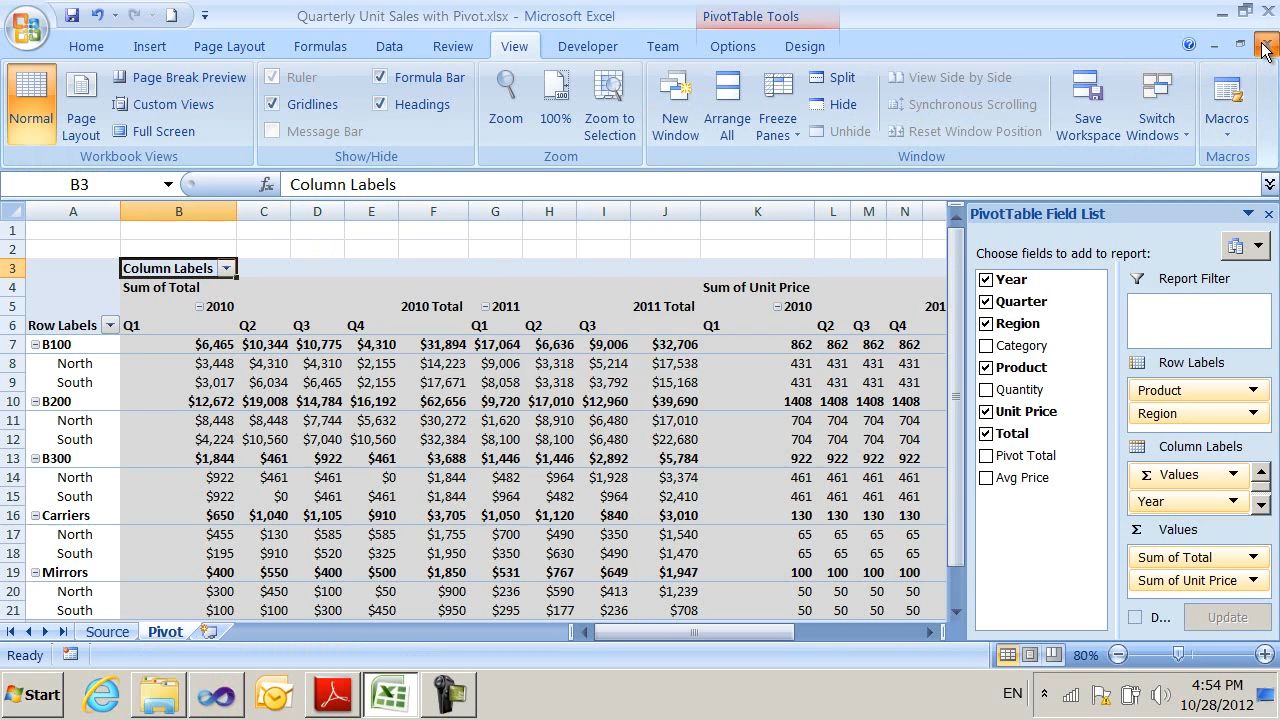 Quarterly Unit Sales with Pivot.xlsx - Microsoft Excel PivotTable Tools
Home Insert Page Layout Formulas Data Review View Developer Team Options Design
Normal Page Layout Page Break Preview Custom Views Full Screen
Workbook Views
Ruler Formula Bar
Gridlines Headings
Message Bar
Show/Hide
Zoom 100% Zoom to Selection
Zoom
New Window Arrange All Freeze Panes Split Hide Unhide
View Side by Side
Synchronous Scrolling
Reset Window Position
Save Workspace Switch Windows
Window
Macros
Macros
B3 fx Column Labels
A B C D E F G H I J K L M N
1
2
3 Column Labels
4 Sum of Total Sum of Unit Price
5 2010 2010 Total 2011 2011 Total 2010 201
6 Row Labels Q1 Q2 Q3 Q4 Q1 Q2 Q3 Q1 Q2 Q3 Q4
7 B100 $6,465 $10,344 $10,775 $4,310 $31,894 $17,064 $6,636 $9,006 $32,706 862 862 862 862
8 North $3,448 $4,310 $4,310 $2,155 $14,223 $9,006 $3,318 $5,214 $17,538 431 431 431 431
9 South $3,017 $6,034 $6,465 $2,155 $17,671 $8,058 $3,318 $3,792 $15,168 431 431 431 431
10 B200 $12,672 $19,008 $14,784 $16,192 $62,656 $9,720 $17,010 $12,960 $39,690 1408 1408 1408 1408
11 North $8,448 $8,448 $7,744 $5,632 $30,272 $1,620 $8,910 $6,480 $17,010 704 704 704 704
12 South $4,224 $10,560 $7,040 $10,560 $32,384 $8,100 $8,100 $6,480 $22,680 704 704 704 704
13 B300 $1,844 $461 $922 $461 $3,688 $1,446 $1,446 $2,892 $5,784 922 922 922 922
14 North $922 $461 $461 $0 $1,844 $482 $964 $1,928 $3,374 461 461 461 461
15 South $922 $0 $461 $461 $1,844 $964 $482 $964 $2,410 461 461 461 461
16 Carriers $650 $1,040 $1,105 $910 $3,705 $1,050 $1,120 $840 $3,010 130 130 130 130
17 North $455 $130 $585 $585 $1,755 $700 $490 $350 $1,540 65 65 65 65
18 South $195 $910 $520 $325 $1,950 $350 $630 $490 $1,470 65 65 65 65
19 Mirrors $400 $550 $400 $500 $1,850 $531 $767 $649 $1,947 100 100 100 100
20 North $300 $450 $100 $50 $900 $236 $590 $413 $1,239 50 50 50 50
21 South $100 $100 $300 $450 $950 $295 $177 $236 $708 50 50 50 50
PivotTable Field List
Choose fields to add to report:
Year
Quarter
Region
Category
Product
Quantity
Unit Price
Total
Pivot Total
Avg Price
Report Filter
Row Labels
Product
Region
Column Labels
Σ Values
Year
Σ Values
Sum of Total
Sum of Unit Price
D... Update
Source Pivot
Ready 80%
Start EN 4:54 PM
10/28/2012